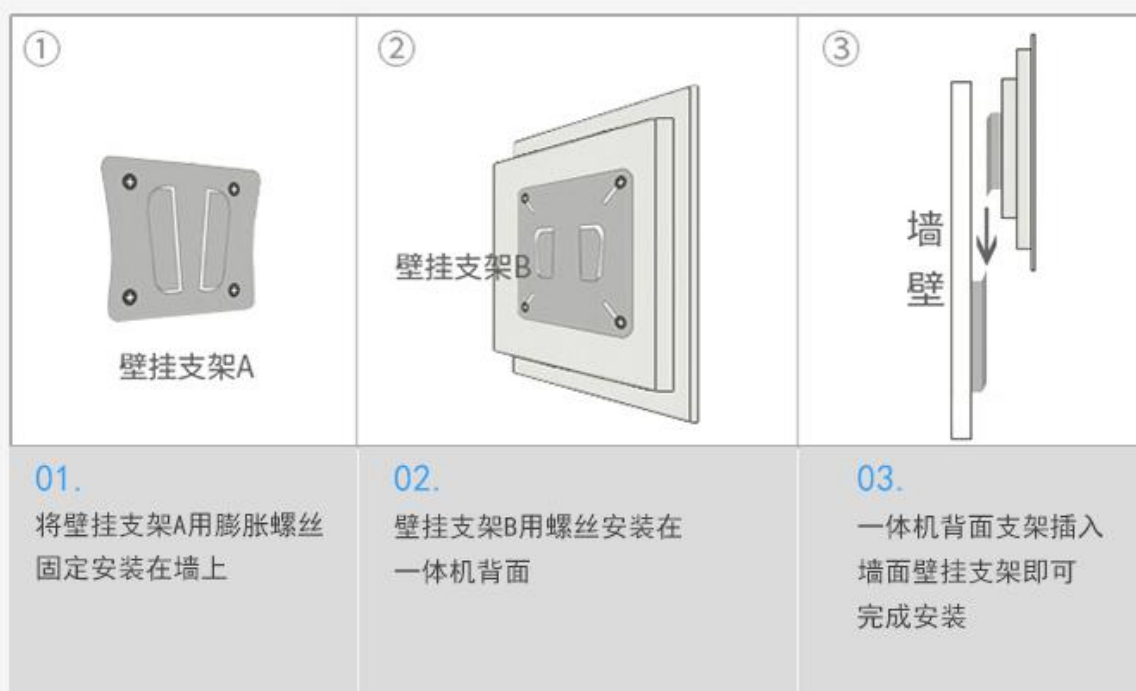 ①
壁挂支架A
②
壁挂支架B
③
墙
壁
01.
将壁挂支架A用膨胀螺丝
固定安装在墙上
02.
壁挂支架B用螺丝安装在
一体机背面
03.
一体机背面支架插入
墙面壁挂支架即可
完成安装